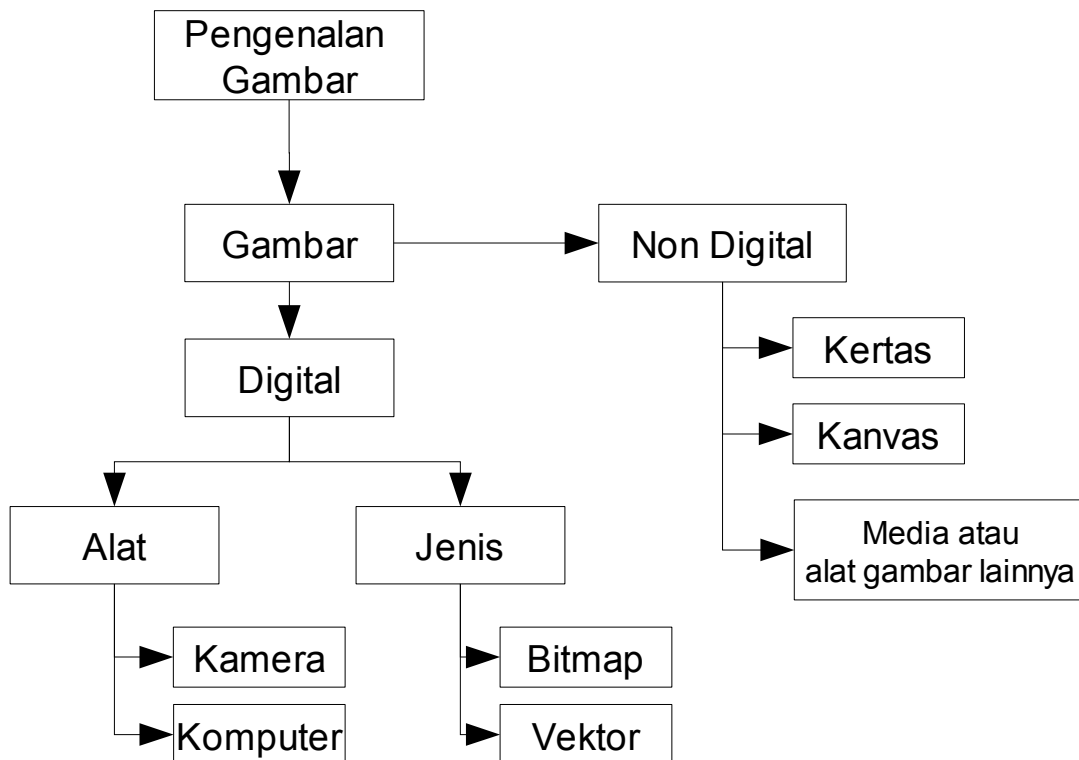 Pengenalan
Gambar
Gambar
Non Digital
Digital
Kertas
Kanvas
Alat
Jenis
Media atau
alat gambar lainnya
Kamera
Bitmap
Komputer
Vektor